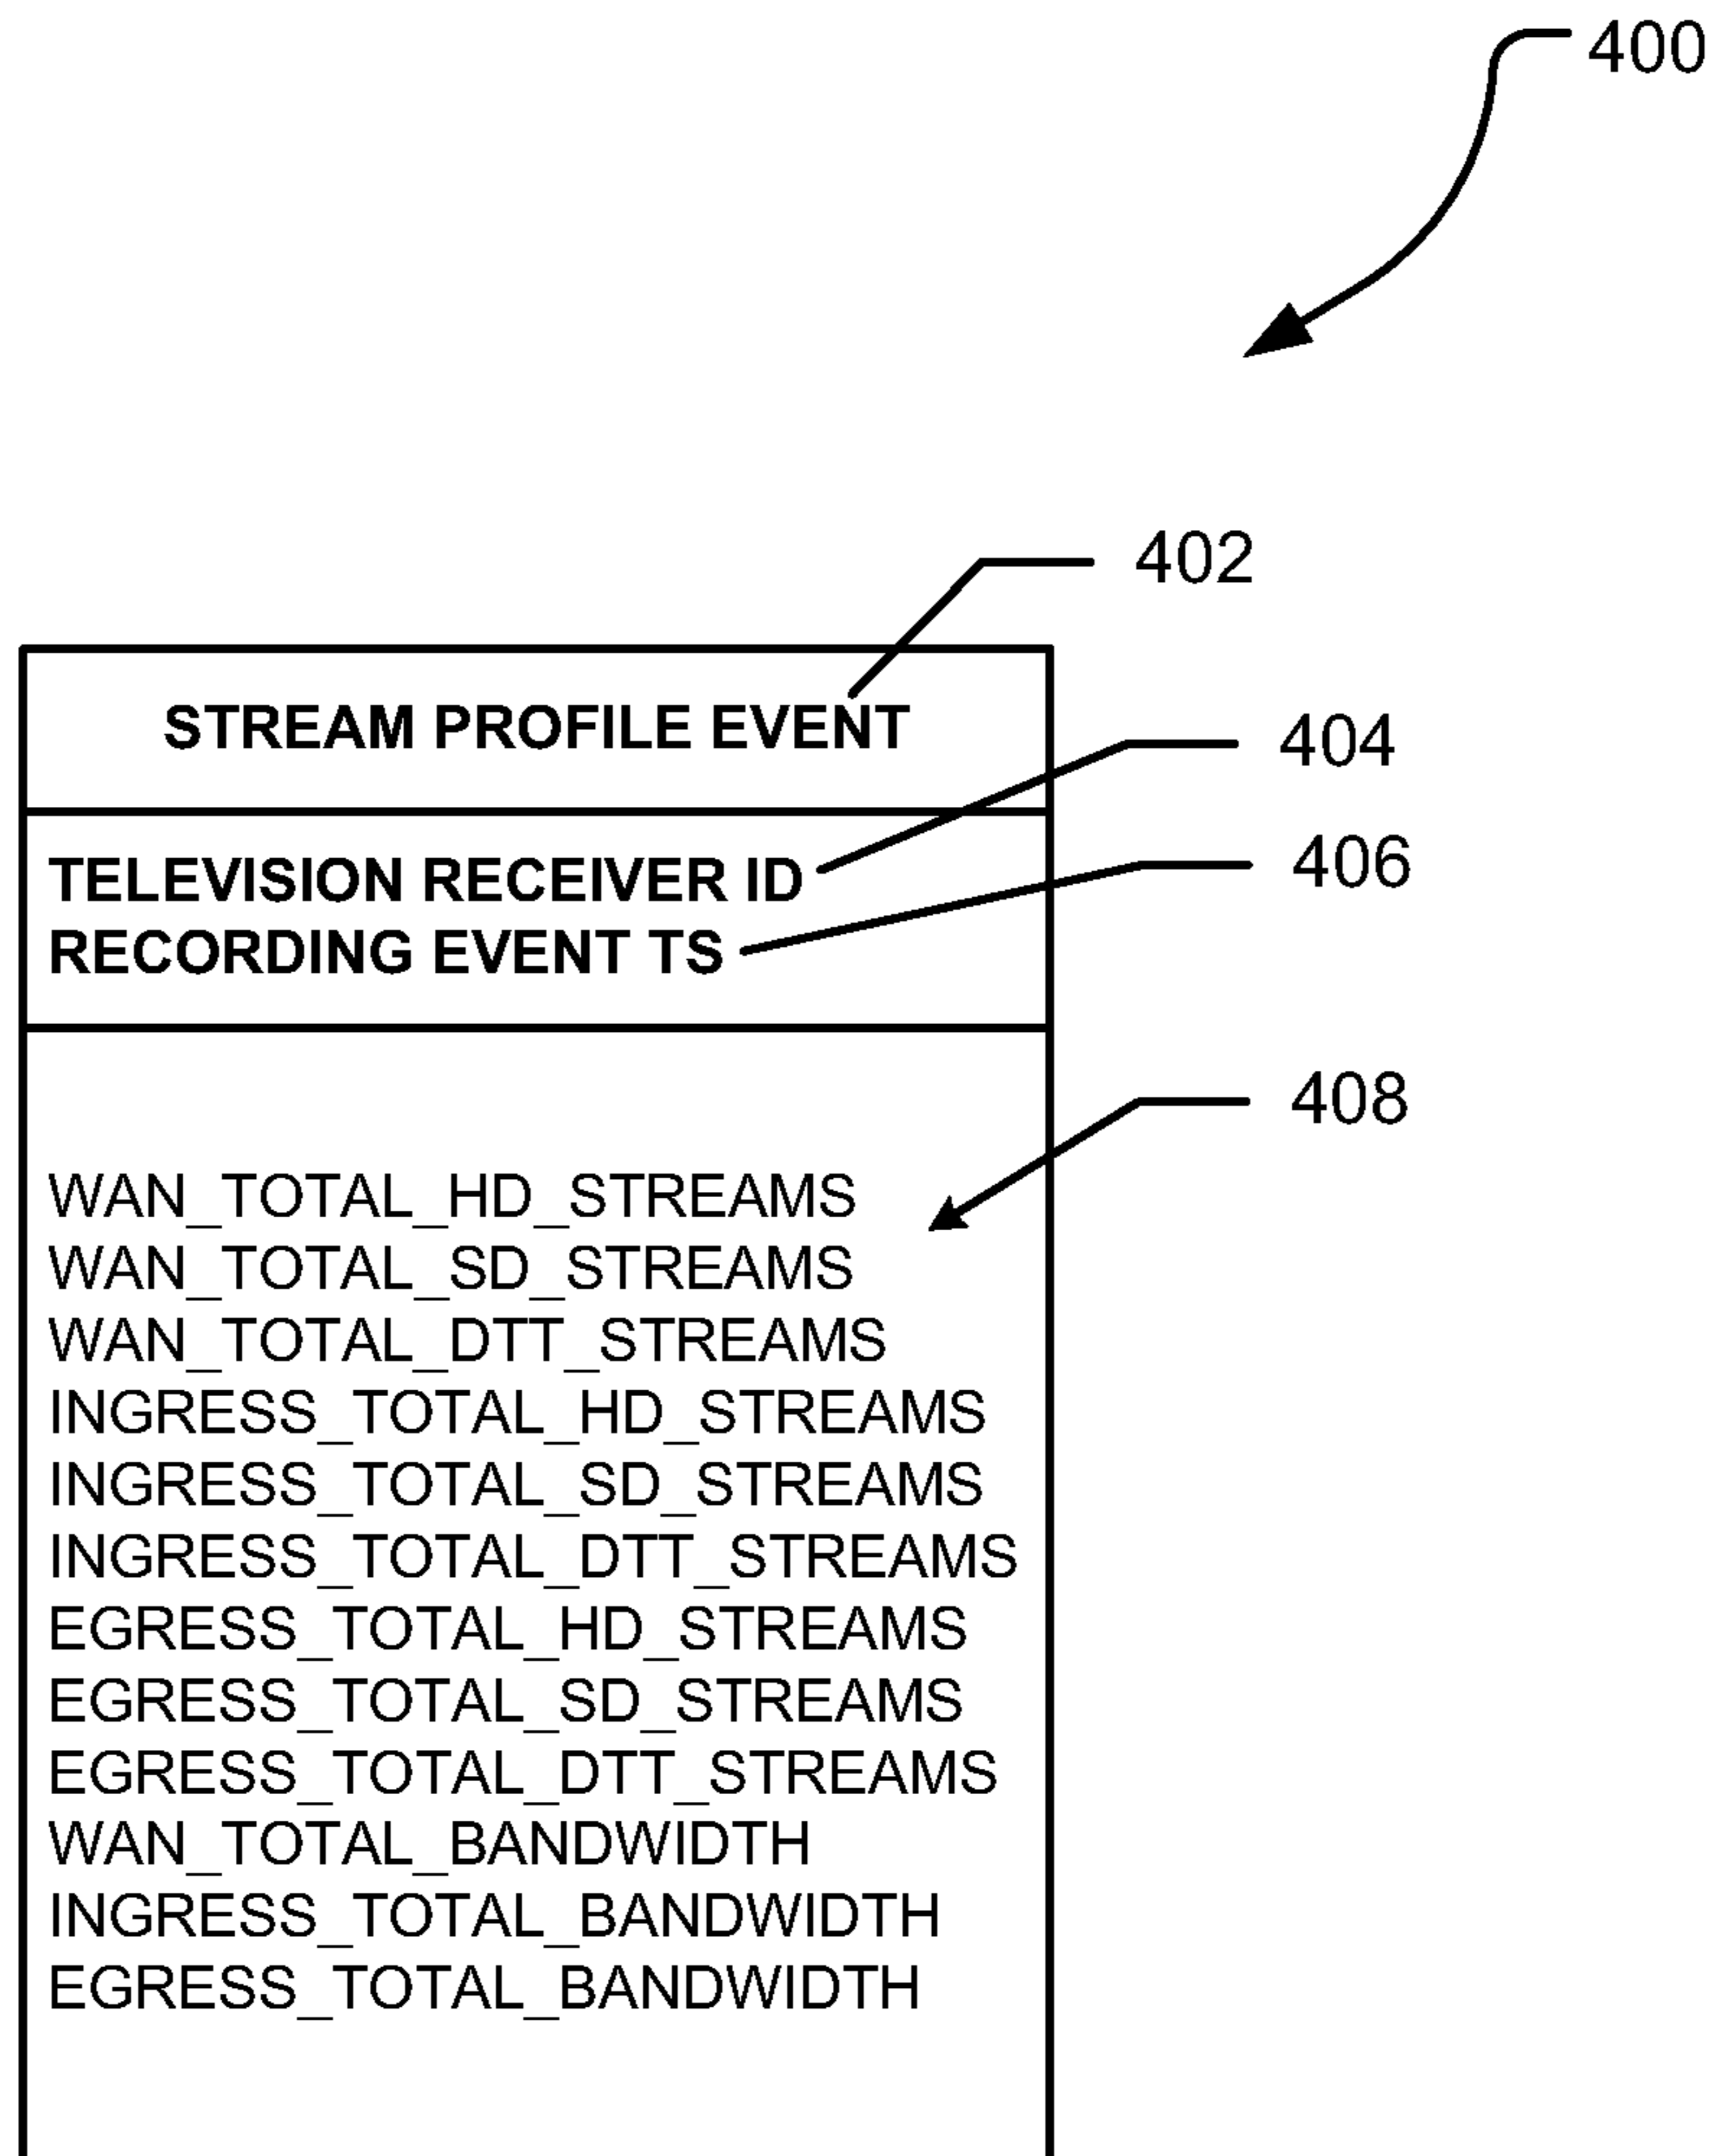 400
402
STREAM PROFILE EVENT
404
TELEVISION RECEIVER ID
406
RECORDING EVENT TS
408
WAN_TOTAL_HD_STREAMS
WAN_TOTAL_SD_STREAMS
WAN_TOTAL_DTT_STREAMS
INGRESS_TOTAL_HD_STREAMS
INGRESS_TOTAL_SD_STREAMS
INGRESS_TOTAL_DTT_STREAMS
EGRESS_TOTAL_HD_STREAMS
EGRESS_TOTAL_SD_STREAMS
EGRESS_TOTAL_DTT_STREAMS
WAN_TOTAL_BANDWIDTH
INGRESS_TOTAL_BANDWIDTH
EGRESS_TOTAL_BANDWIDTH